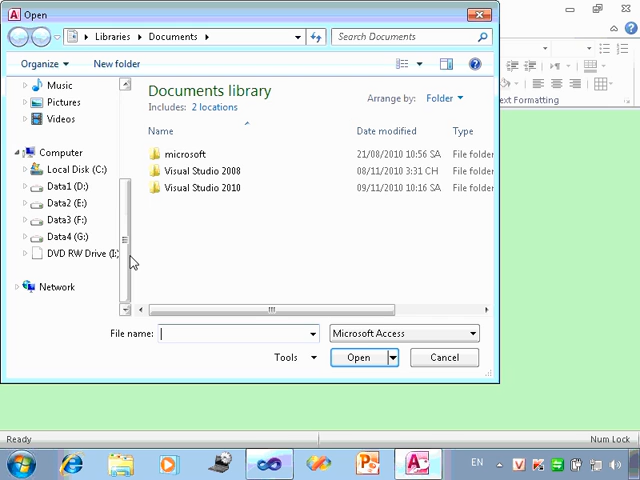 Open
Libraries
Documents
Search Documents
Organize
New folder
Music
Pictures
Videos
Computer
Local Disk (C:)
Data1 (D:)
Data2 (E:)
Data3 (F:)
Data4 (G:)
DVD RW Drive (I:)
Network
Documents library
Includes: 2 locations
Arrange by: Folder
Name Date modified Type
microsoft 21/08/2010 10:56 SA File folder
Visual Studio 2008 08/11/2010 3:31 CH File folder
Visual Studio 2010 09/11/2010 10:16 SA File folder
File name:
Microsoft Access
Tools
Open
Cancel
ext Formatting
Ready
Num Lock
EN